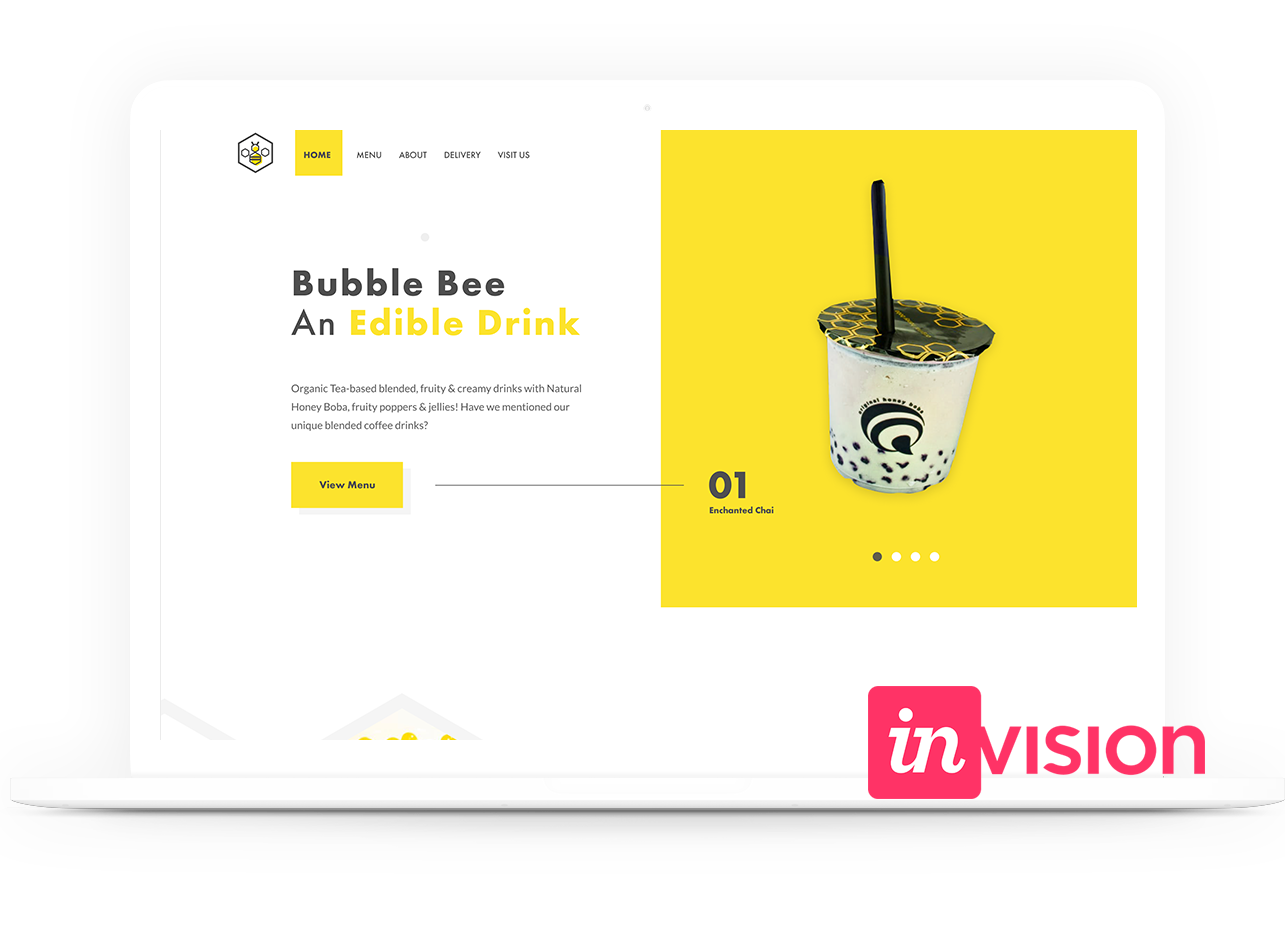 HOME MENU ABOUT DELIVERY VISIT US
Bubble Bee
An Edible Drink
Organic Tea-based blended, fruity & creamy drinks with Natural
Honey Boba, fruity poppers & jellies! Have we mentioned our
unique blended coffee drinks?
View Menu
original honey boba
01
Enchanted Chai
inVISION